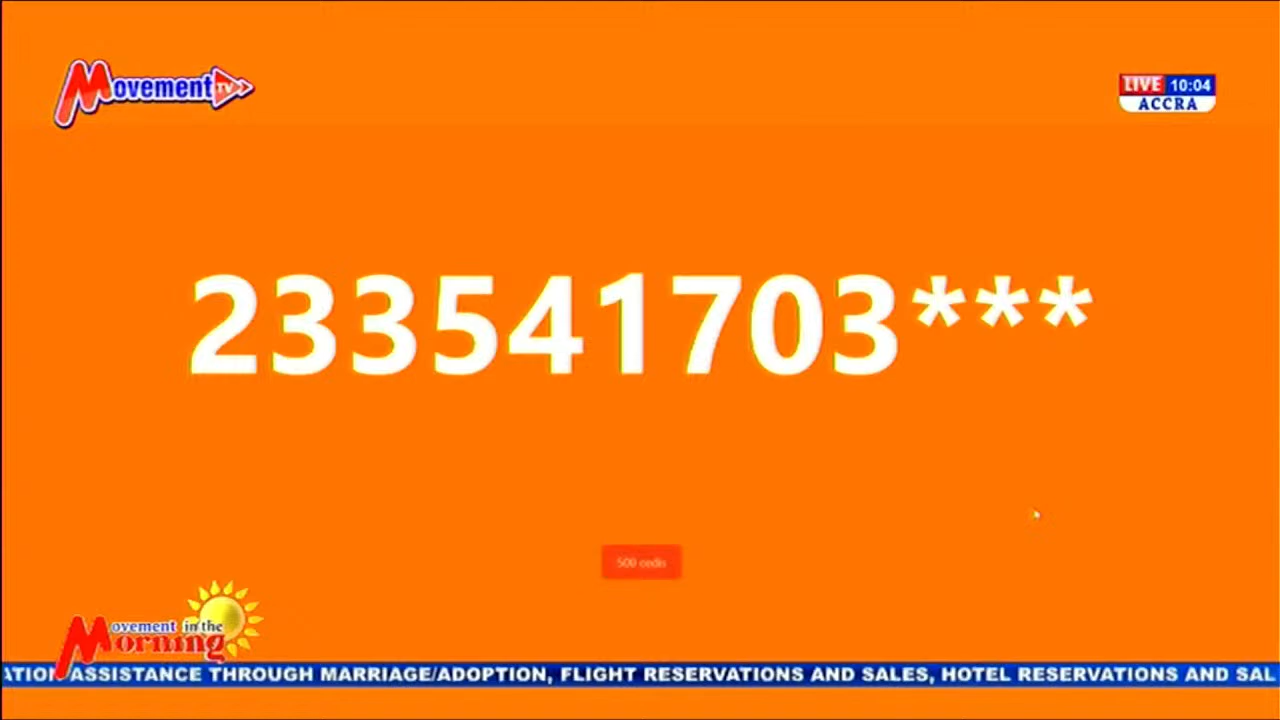 Movement TV
LIVE 10:04
ACCRA
233541703***
500 cedis
Movement in the
Morning
ATION ASSISTANCE THROUGH MARRIAGE/ADOPTION, FLIGHT RESERVATIONS AND SALES, HOTEL RESERVATIONS AND SAL